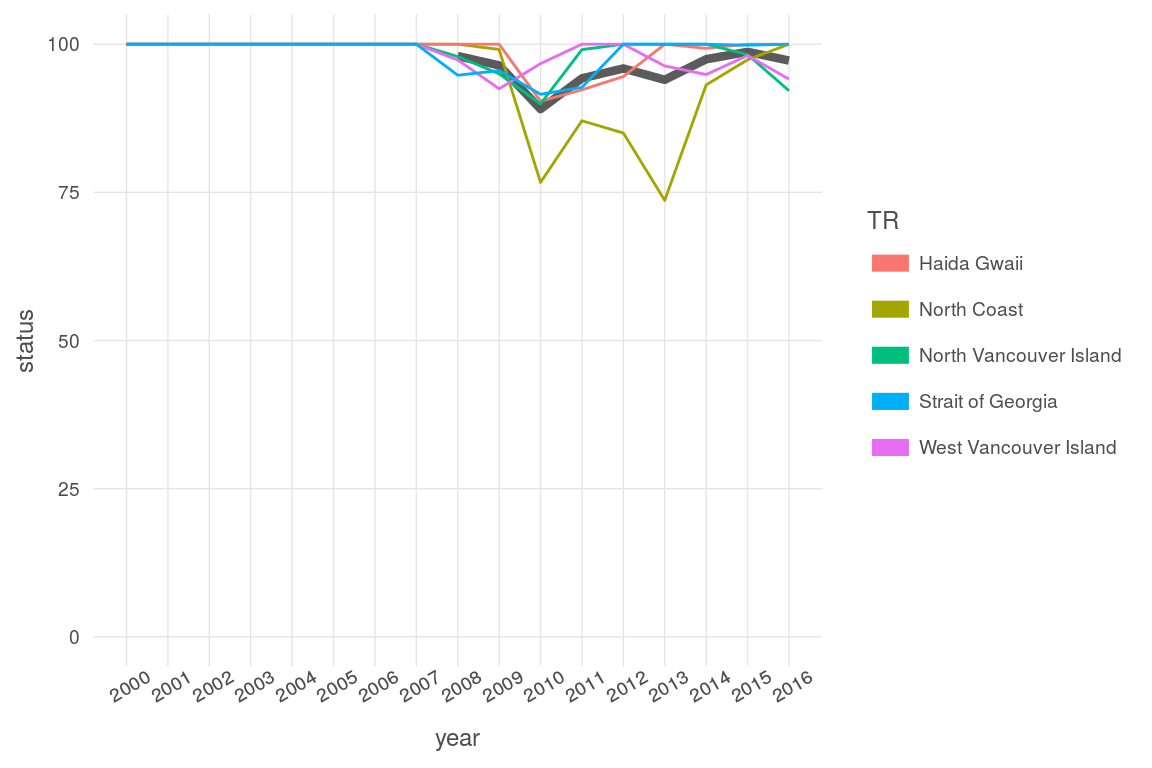 100
75
50
25
0
status
2000 2001 2002 2003 2004 2005 2006 2007 2008 2009 2010 2011 2012 2013 2014 2015 2016
year
TR
Haida Gwaii
North Coast
North Vancouver Island
Strait of Georgia
West Vancouver Island